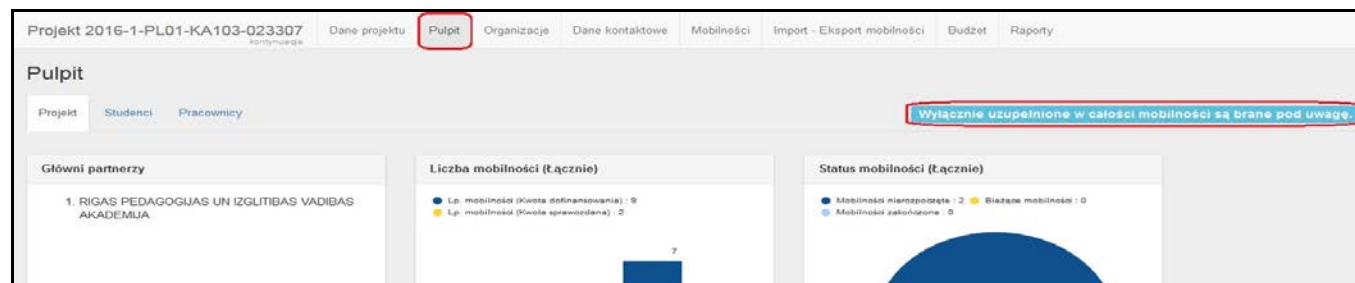 Projekt 2016-1-PL01-KA103-023307
kontynuacja
Dane projektu
Pulpit
Organizacje
Dane kontaktowe
Mobilności
Import - Eksport mobilności
Budżet
Raporty
Pulpit
Projekt
Studenci
Pracownicy
Wyłącznie uzupełnione w całości mobilności są brane pod uwagę.
Główni partnerzy
1. RIGAS PEDAGOGIJAS UN IZGLITIBAS VADIBAS
AKADEMIJA
Liczba mobilności (Łącznie)
Lp. mobilności (Kwota dofinansowania) : 9
Lp. mobilności (Kwota sprawozdana) : 2
7
Status mobilności (Łącznie)
Mobilności nierozpoczęte : 2 Bieżące mobilności : 0
Mobilności zakończone : 0